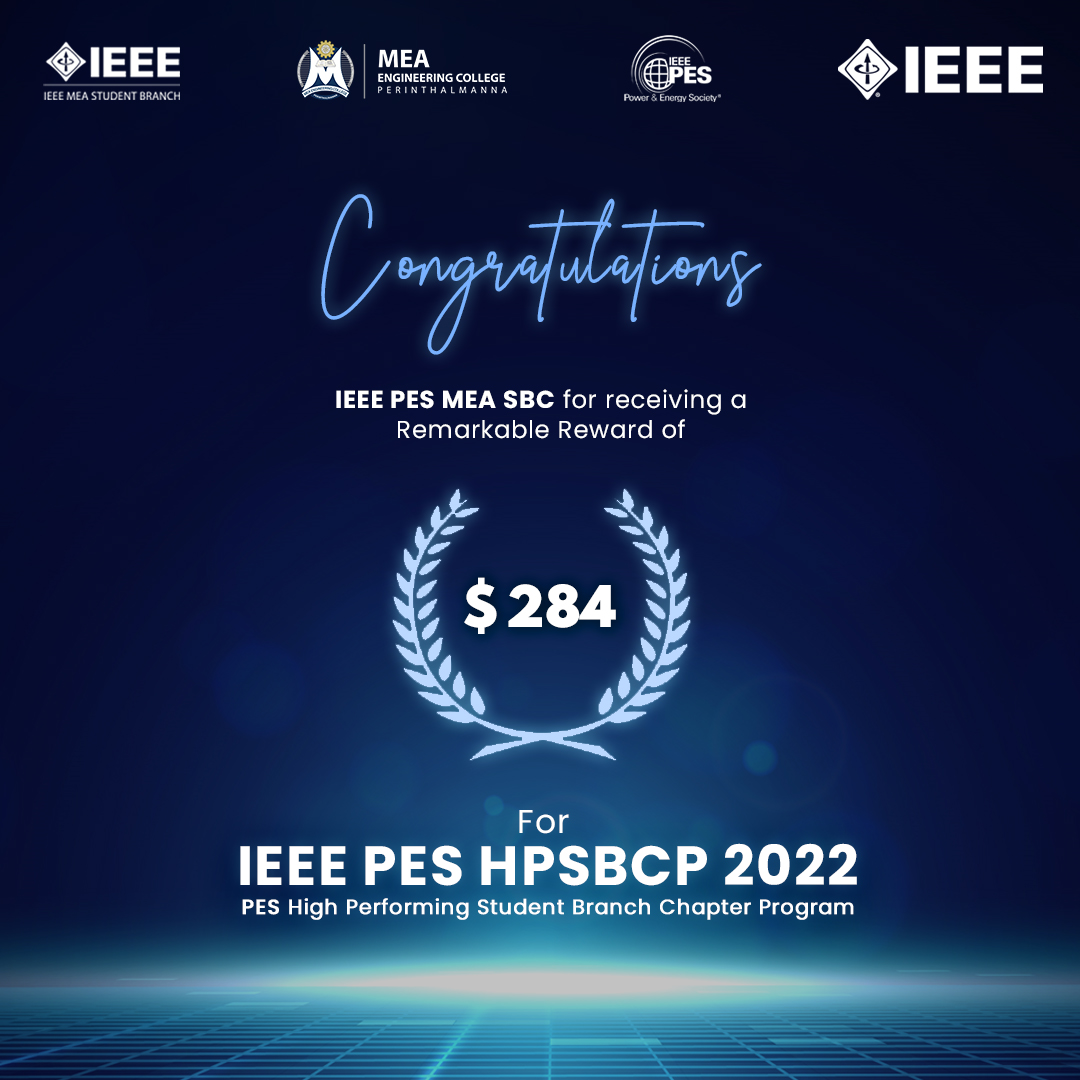 IEEE
IEEE MEA STUDENT BRANCH
MEA
ENGINEERING COLLEGE
PERINTHALMANNA
IEEE
PES
Power & Energy Society®
IEEE
Congratulations
IEEE PES MEA SBC for receiving a
Remarkable Reward of
$ 284
For
IEEE PES HPSBCP 2022
PES High Performing Student Branch Chapter Program